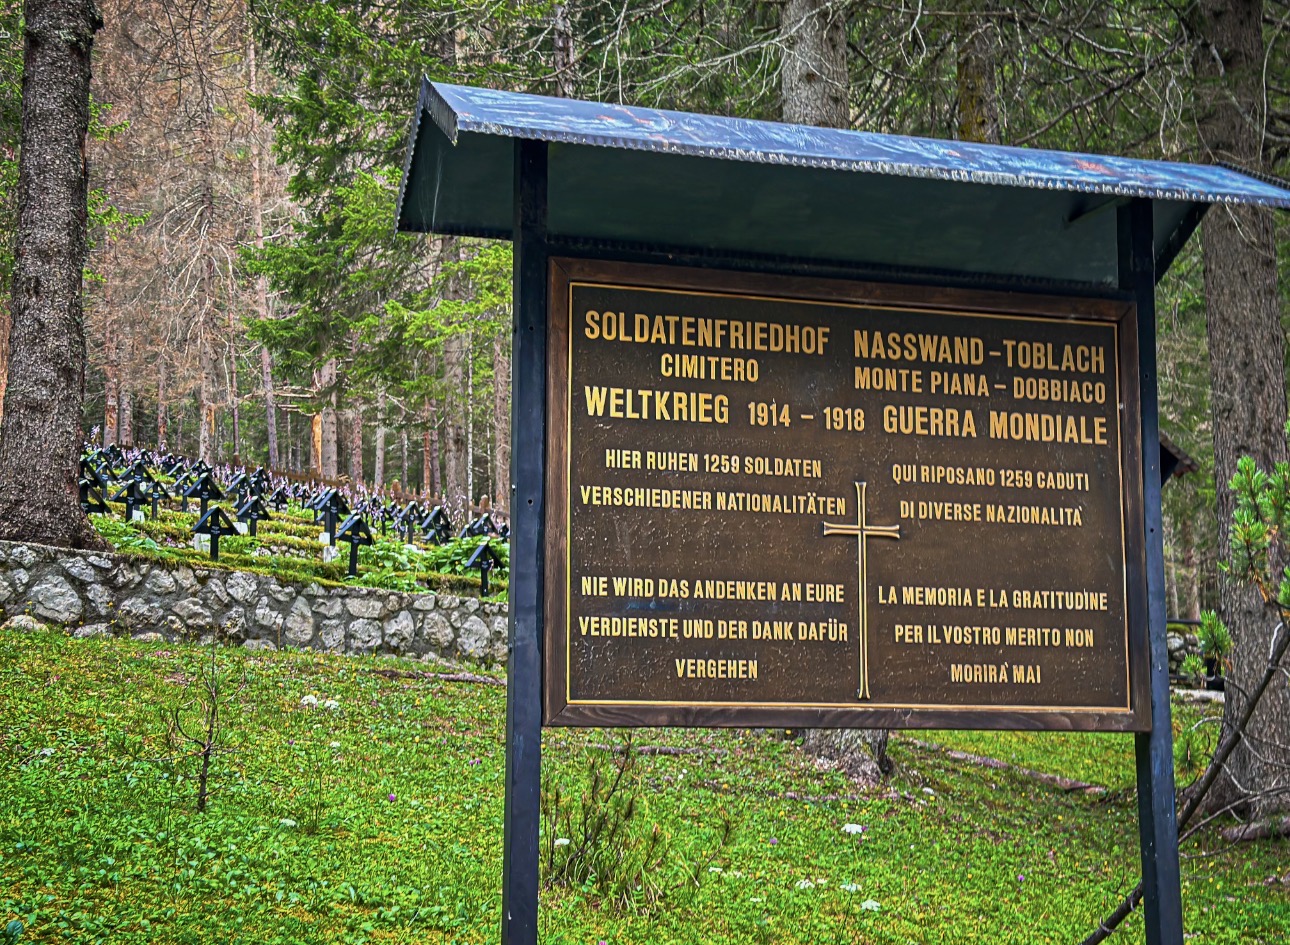 SOLDATENFRIEDHOF NASSWAND-TOBLACH
CIMITERO MONTE PIANA-DOBBIACO
WELTKRIEG 1914-1918 GUERRA MONDIALE
HIER RUHEN 1259 SOLDATEN
VERSCHIEDENER NATIONALITÄTEN
NIE WIRD DAS ANDENKEN AN EURE
VERDIENSTE UND DER DANK DAFÜR
VERGEHEN
QUI RIPOSANO 1259 CADUTI
DI DIVERSE NAZIONALITÀ
LA MEMORIA E LA GRATITUDINE
PER IL VOSTRO MERITO NON
MORIRÀ MAI